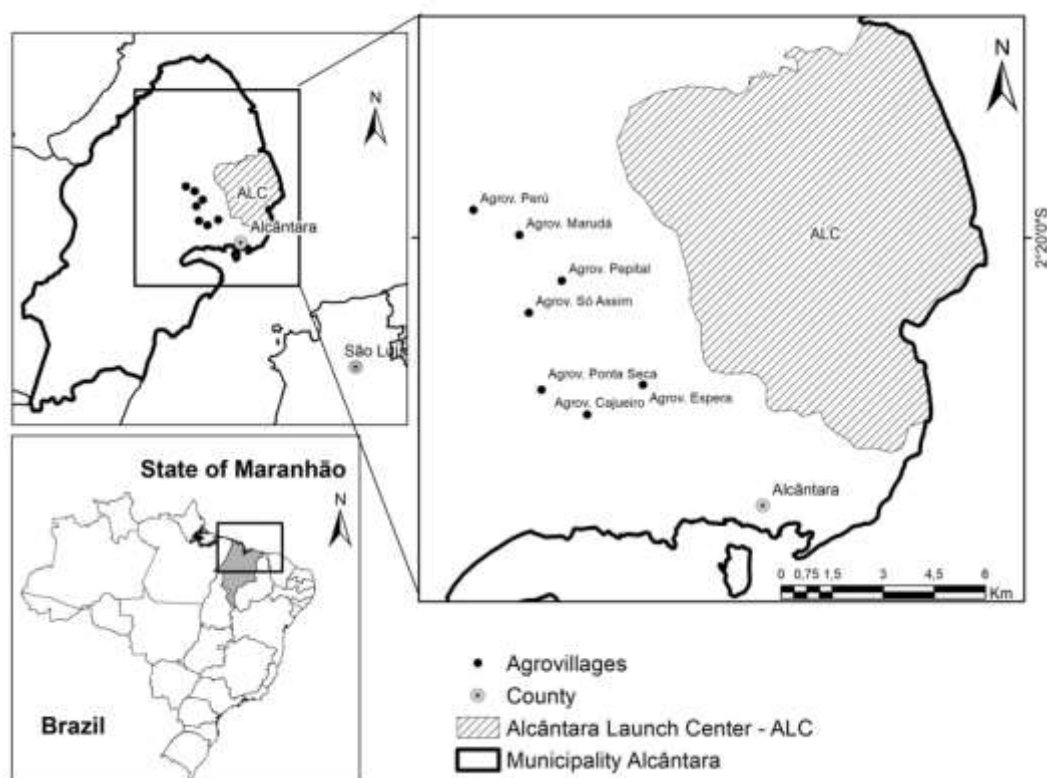 N
ALC
Alcântara
São Luí
State of Maranhão
N
Brazil
N
Agrov. Perú
Agrov. Marudá
ALC
Agrov. Pepital
Agrov. Só Assim
Agrov. Ponta Seca
Agrov. Espera
Agrov. Cajueiro
Alcântara
0 0,75 1,5 3 4,5 6
Km
2°20'0"S
Agrovillages
County
Alcântara Launch Center - ALC
Municipality Alcântara